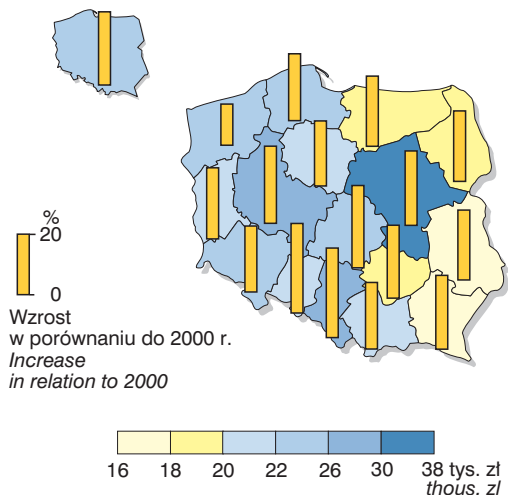 %
20
0
Wzrost
w porównaniu do 2000 r.
Increase
in relation to 2000
16 18 20 22 26 30 38 tys. zł
thous. zl